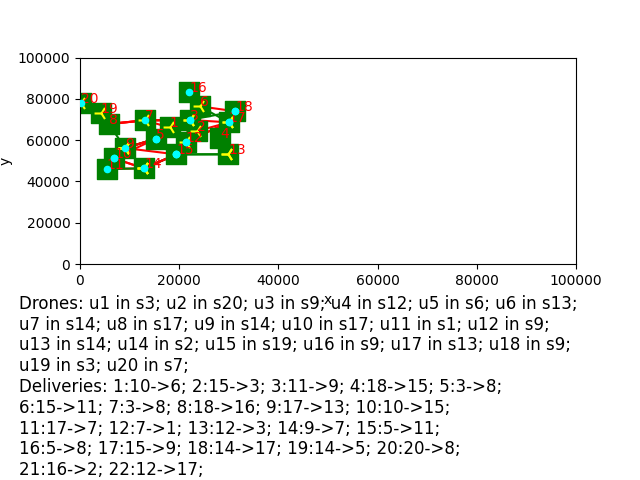 100000
80000
60000
40000
20000
0
y
0 20000 40000 60000 80000 100000
x
16
18
3
9
Drones: u1 in s3; u2 in s20; u3 in s9; u4 in s12; u5 in s6; u6 in s13;
u7 in s14; u8 in s17; u9 in s14; u10 in s17; u11 in s1; u12 in s9;
u13 in s14; u14 in s2; u15 in s19; u16 in s9; u17 in s13; u18 in s9;
u19 in s3; u20 in s7;
Deliveries: 1:10->6; 2:15->3; 3:11->9; 4:18->15; 5:3->8;
6:15->11; 7:3->8; 8:18->16; 9:17->13; 10:10->15;
11:17->7; 12:7->1; 13:12->3; 14:9->7; 15:5->11;
16:5->8; 17:15->9; 18:14->17; 19:14->5; 20:20->8;
21:16->2; 22:12->17;